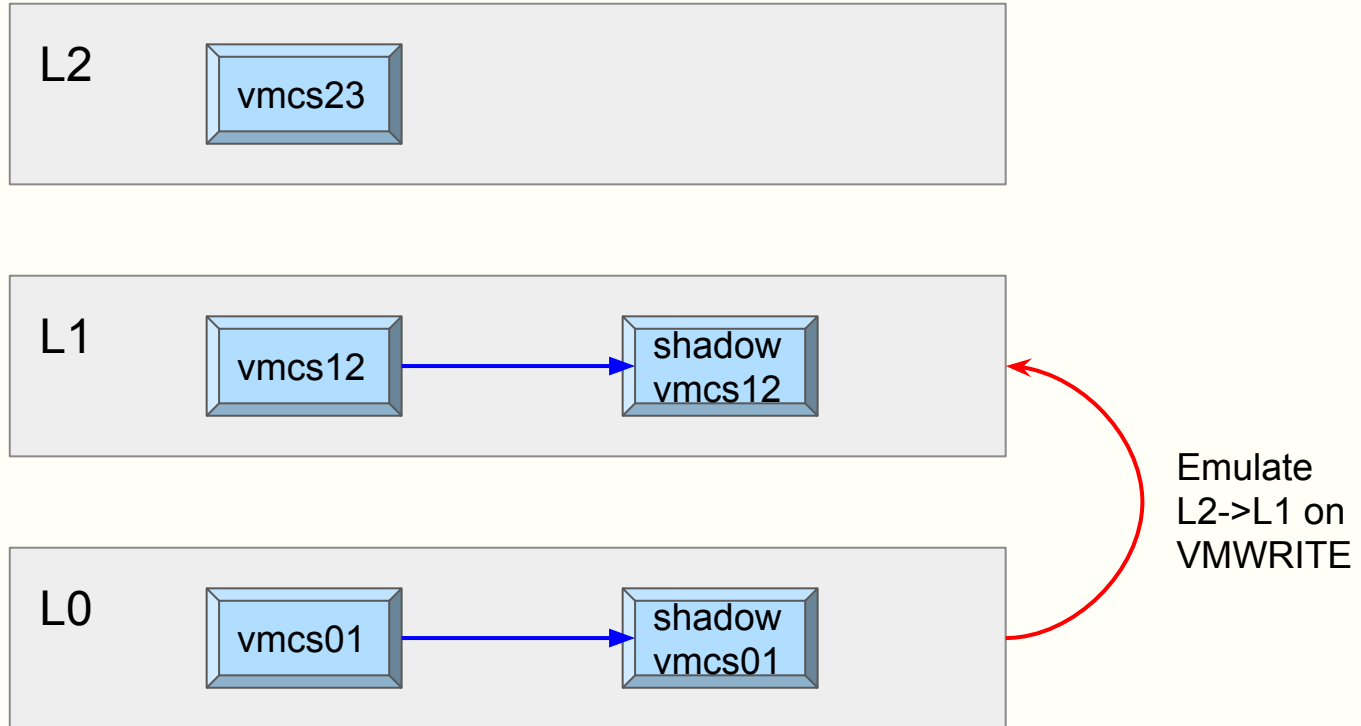 L2
vmcs23
L1
vmcs12
shadow
vmcs12
Emulate
L2->L1 on
VMWRITE
L0
vmcs01
shadow
vmcs01